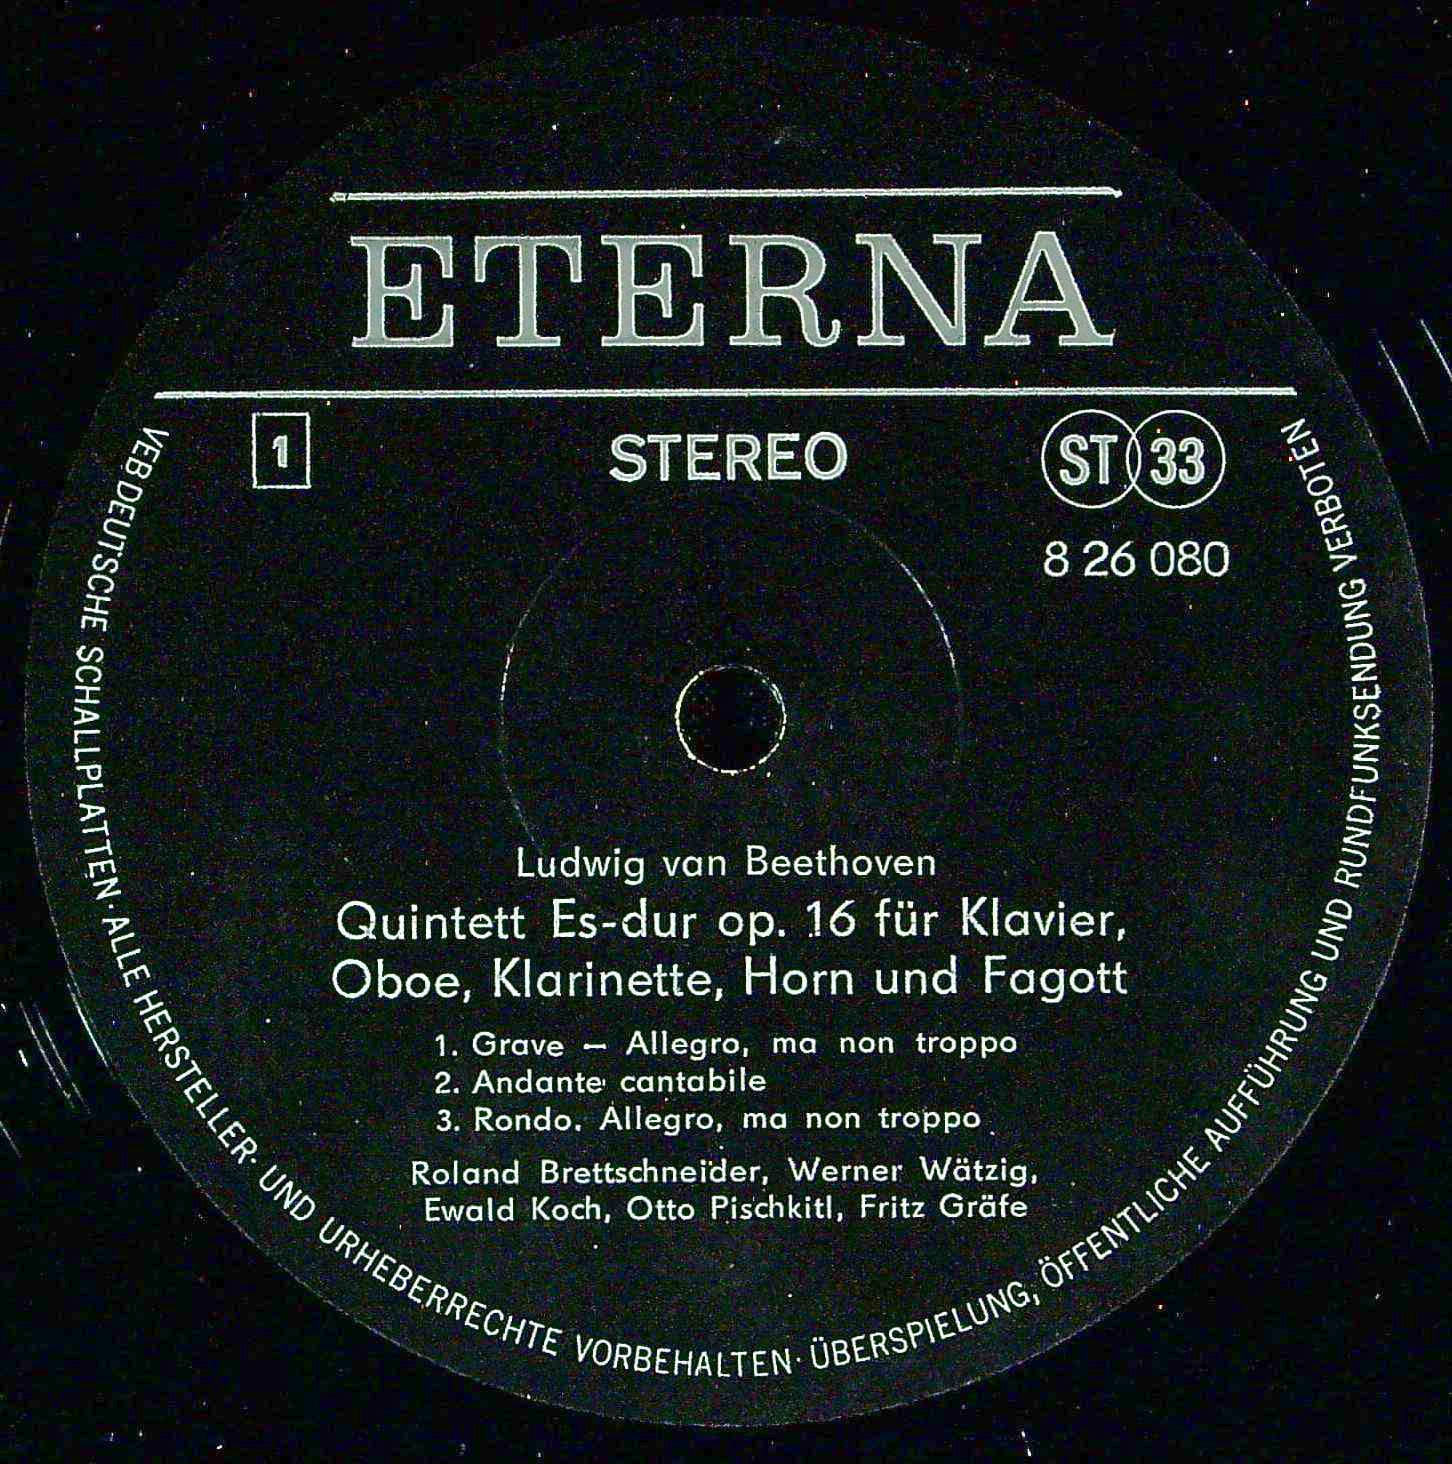 ETERNA
1
STEREO
ST 33
8 26 080
Ludwig van Beethoven
Quintett Es-dur op. 16 für Klavier,
Oboe, Klarinette, Horn und Fagott
1. Grave – Allegro, ma non troppo
2. Andante cantabile
3. Rondo. Allegro, ma non troppo
Roland Brettschneider, Werner Wätzig,
Ewald Koch, Otto Pischkitl, Fritz Gräfe
VEB DEUTSCHE SCHALLPLATTEN · ALLE HERSTELLER- UND URHEBERRECHTE VORBEHALTEN · ÜBERSPIELUNG, ÖFFENTLICHE AUFFÜHRUNG UND RUNDFUNKSENDUNG VERBOTEN